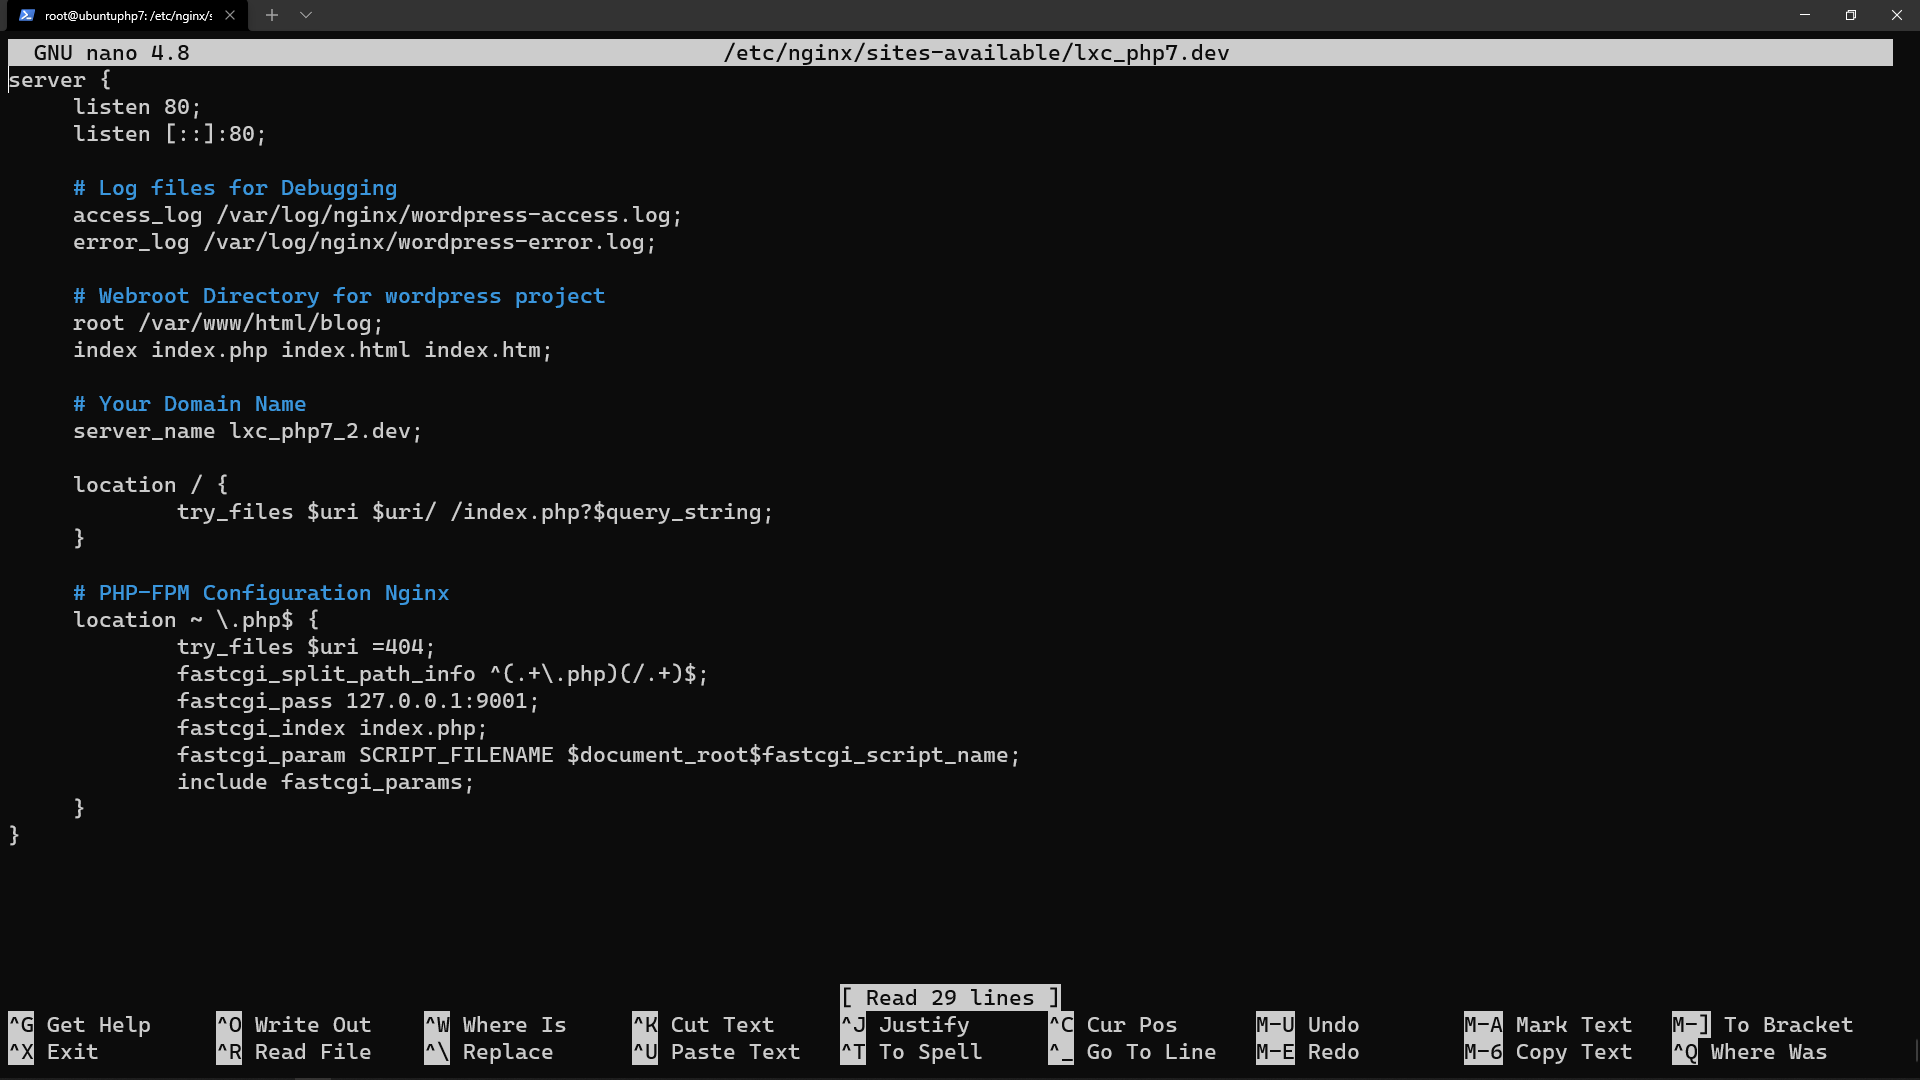 root@ubuntuphp7: /etc/nginx/s
GNU nano 4.8 /etc/nginx/sites-available/lxc_php7.dev
server {
listen 80;
listen [::]:80;
# Log files for Debugging
access_log /var/log/nginx/wordpress-access.log;
error_log /var/log/nginx/wordpress-error.log;
# Webroot Directory for wordpress project
root /var/www/html/blog;
index index.php index.html index.htm;
# Your Domain Name
server_name lxc_php7_2.dev;
location / {
try_files $uri $uri/ /index.php?$query_string;
}
# PHP-FPM Configuration Nginx
location ~ \.php$ {
try_files $uri =404;
fastcgi_split_path_info ^(.+\.php)(/.+)$;
fastcgi_pass 127.0.0.1:9001;
fastcgi_index index.php;
fastcgi_param SCRIPT_FILENAME $document_root$fastcgi_script_name;
include fastcgi_params;
}
}
[ Read 29 lines ]
^G Get Help ^O Write Out ^W Where Is ^K Cut Text ^J Justify ^C Cur Pos M-U Undo M-A Mark Text M-] To Bracket
^X Exit ^R Read File ^\ Replace ^U Paste Text ^T To Spell ^_ Go To Line M-E Redo M-6 Copy Text ^Q Where Was